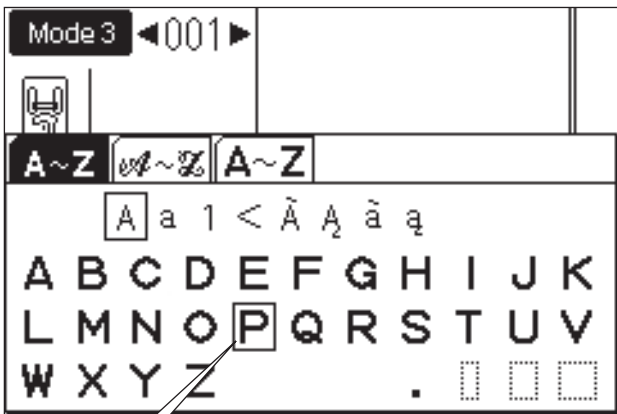 Mode 3 ◀001▶
A~Z 𝒜~𝒵 A~Z
A a 1 < Ã Ą ã ą
A B C D E F G H I J K
L M N O P Q R S T U V
W X Y Z .